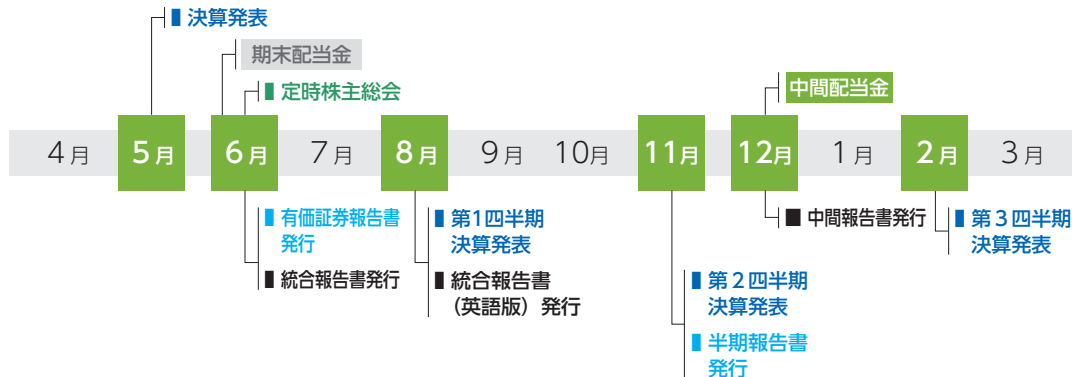 決算発表
期末配当金
定時株主総会
中間配当金
4月 5月 6月 7月 8月 9月 10月 11月 12月 1月 2月 3月
有価証券報告書
発行
統合報告書発行
第1四半期
決算発表
統合報告書
（英語版）発行
第２四半期
決算発表
半期報告書
発行
中間報告書発行
第３四半期
決算発表